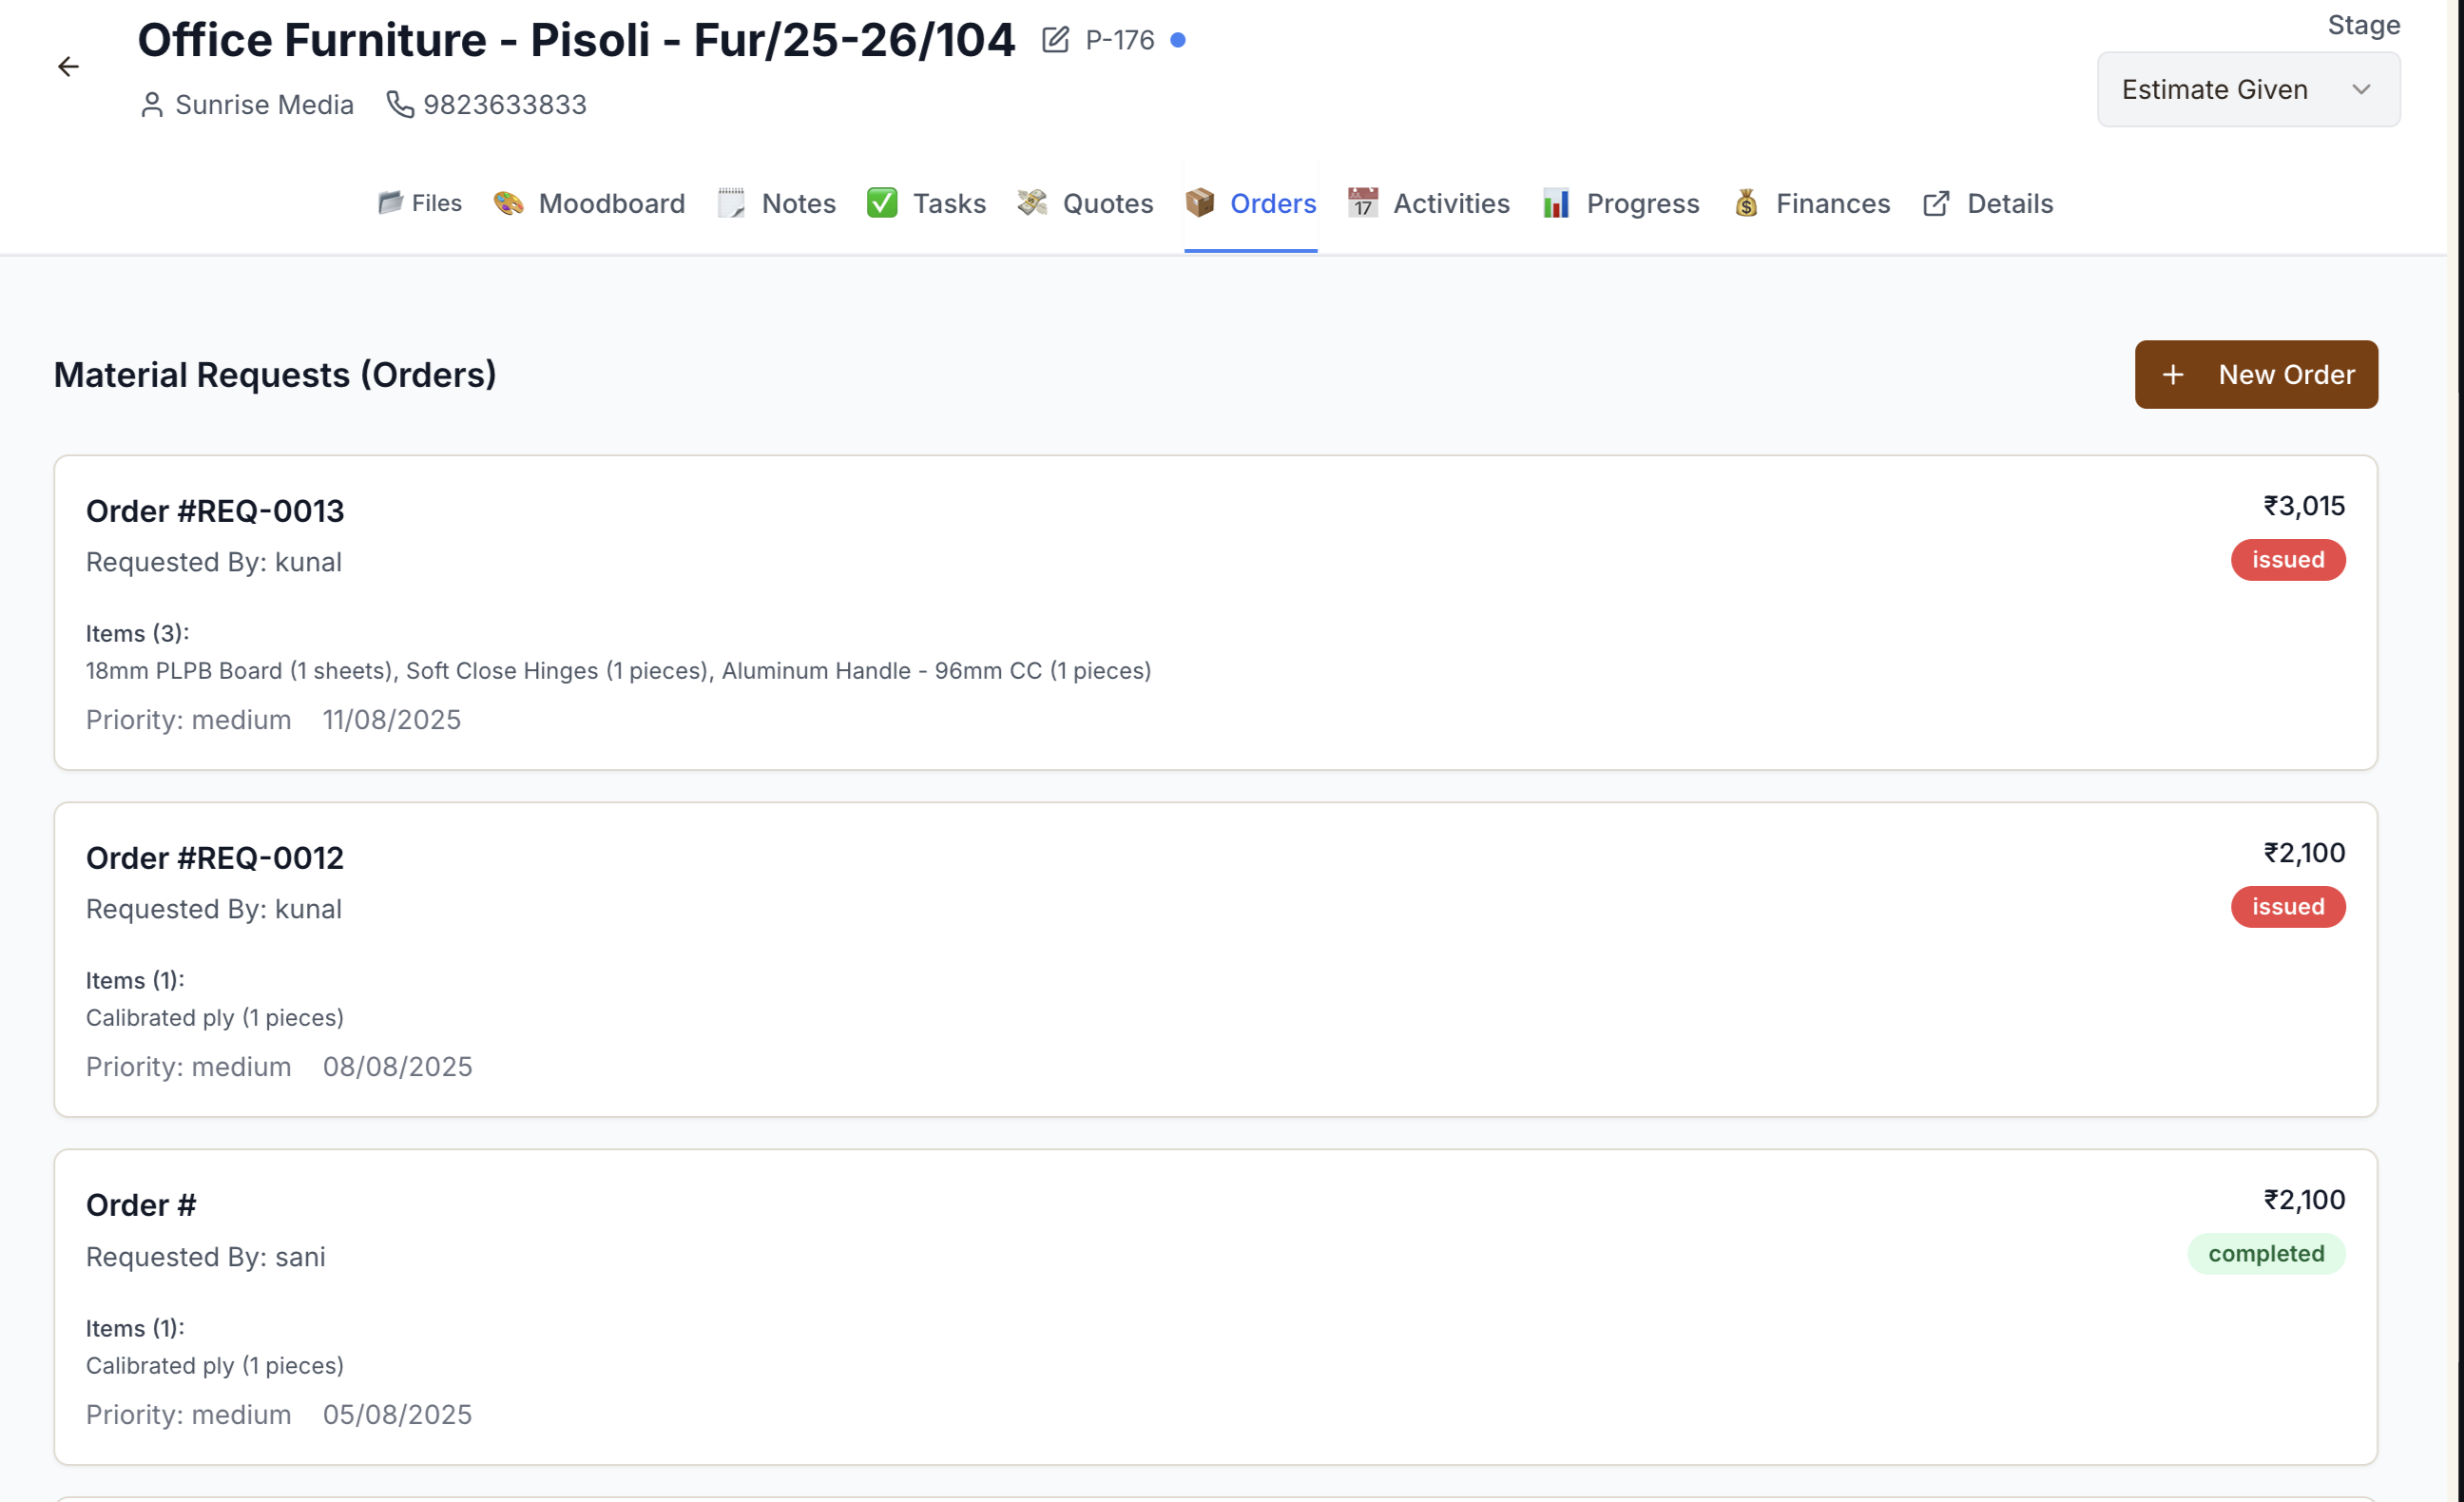 Office Furniture - Pisoli - Fur/25-26/104 P-176
Stage
Sunrise Media 9823633833
Estimate Given
Files Moodboard Notes Tasks Quotes Orders 17 Activities Progress Finances Details
Material Requests (Orders)
+ New Order
Order #REQ-0013
₹3,015
Requested By: kunal
issued
Items (3):
18mm PLPB Board (1 sheets), Soft Close Hinges (1 pieces), Aluminum Handle - 96mm CC (1 pieces)
Priority: medium 11/08/2025
Order #REQ-0012
₹2,100
Requested By: kunal
issued
Items (1):
Calibrated ply (1 pieces)
Priority: medium 08/08/2025
Order #
₹2,100
Requested By: sani
completed
Items (1):
Calibrated ply (1 pieces)
Priority: medium 05/08/2025